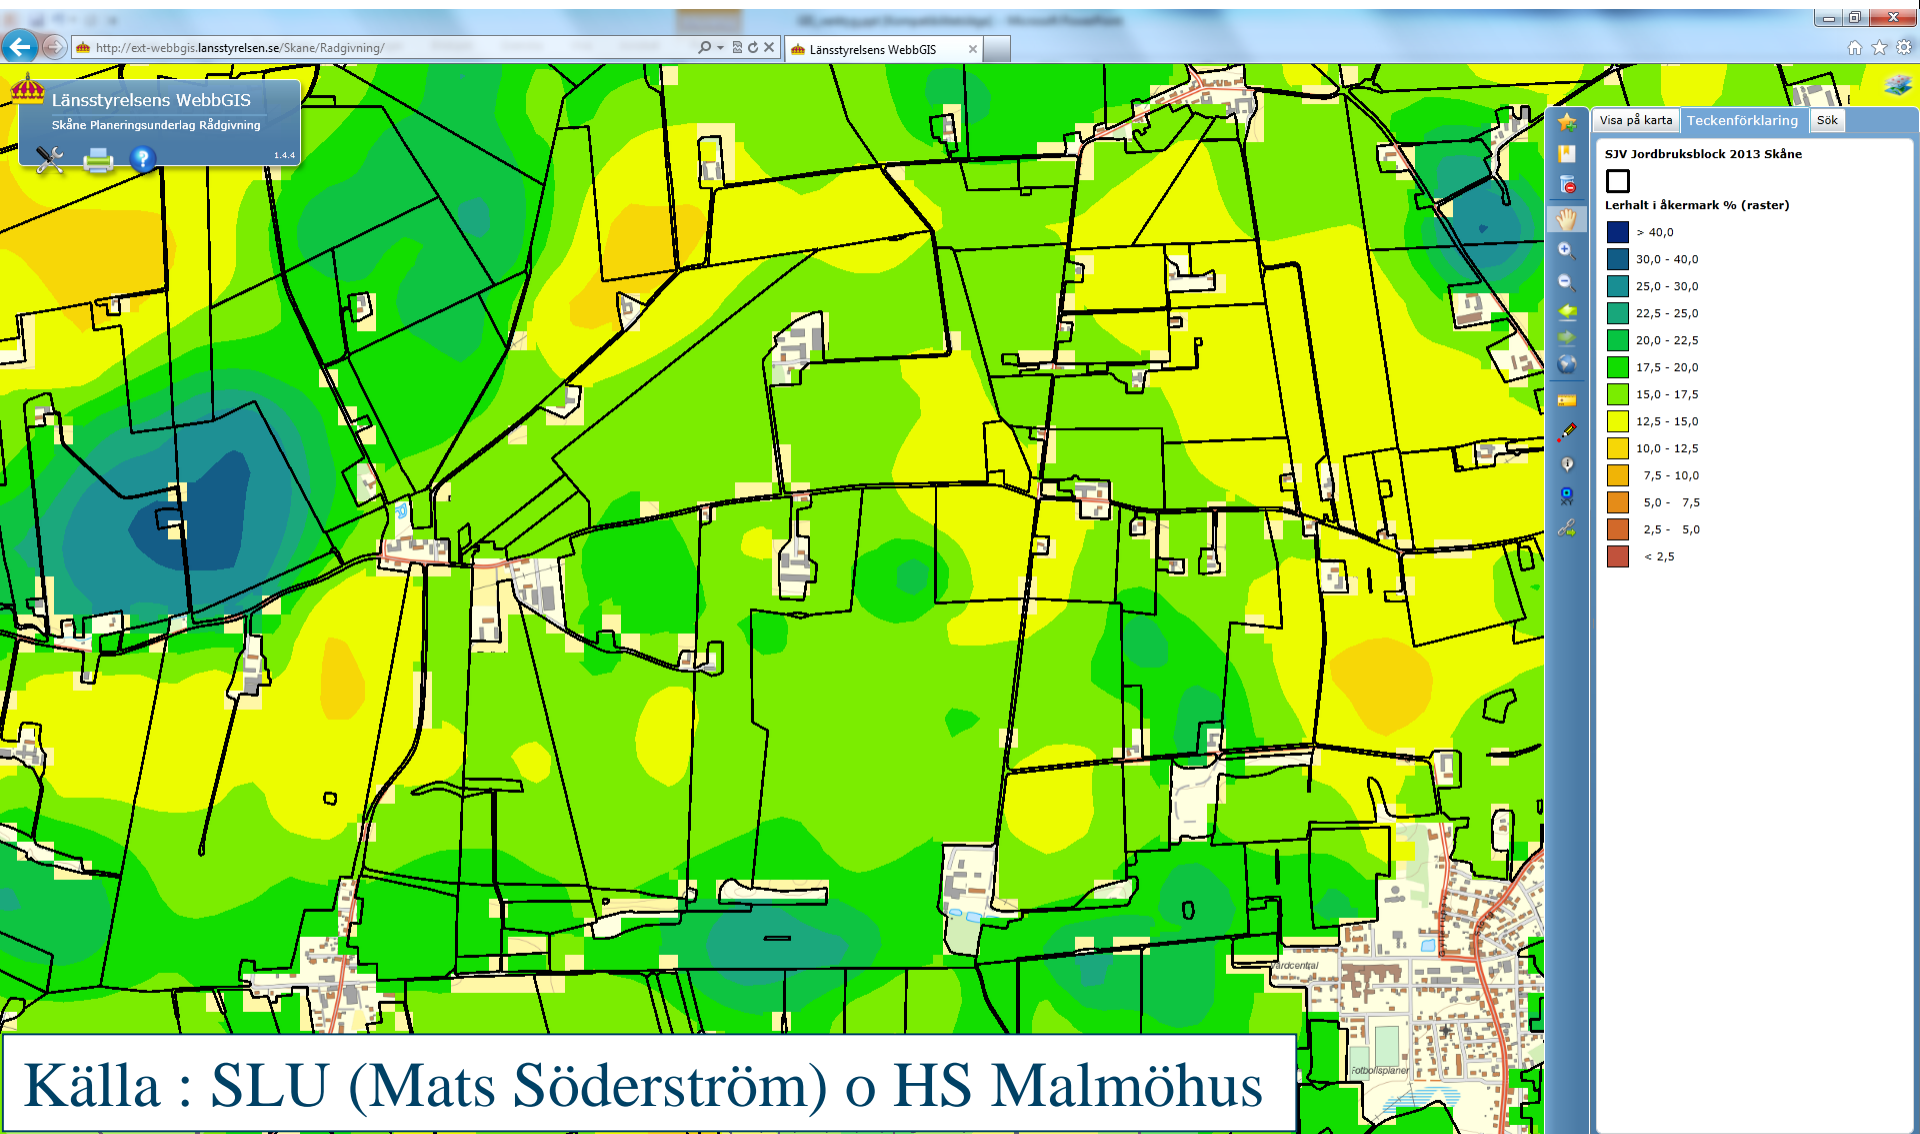 http://ext-webbgis.lansstyrelsen.se/Skane/Radgivning/
Länsstyrelsens WebbGIS
Länsstyrelsens WebbGIS
Skåne Planeringsunderlag Rådgivning
1.4.4
Visa på karta
Teckenförklaring
Sök
SJV Jordbruksblock 2013 Skåne
Lerhalt i åkermark % (raster)
> 40,0
30,0 - 40,0
25,0 - 30,0
22,5 - 25,0
20,0 - 22,5
17,5 - 20,0
15,0 - 17,5
12,5 - 15,0
10,0 - 12,5
7,5 - 10,0
5,0 - 7,5
2,5 - 5,0
< 2,5
Vårdcentral
Fotbollsplaner
Källa : SLU (Mats Söderström) o HS Malmöhus